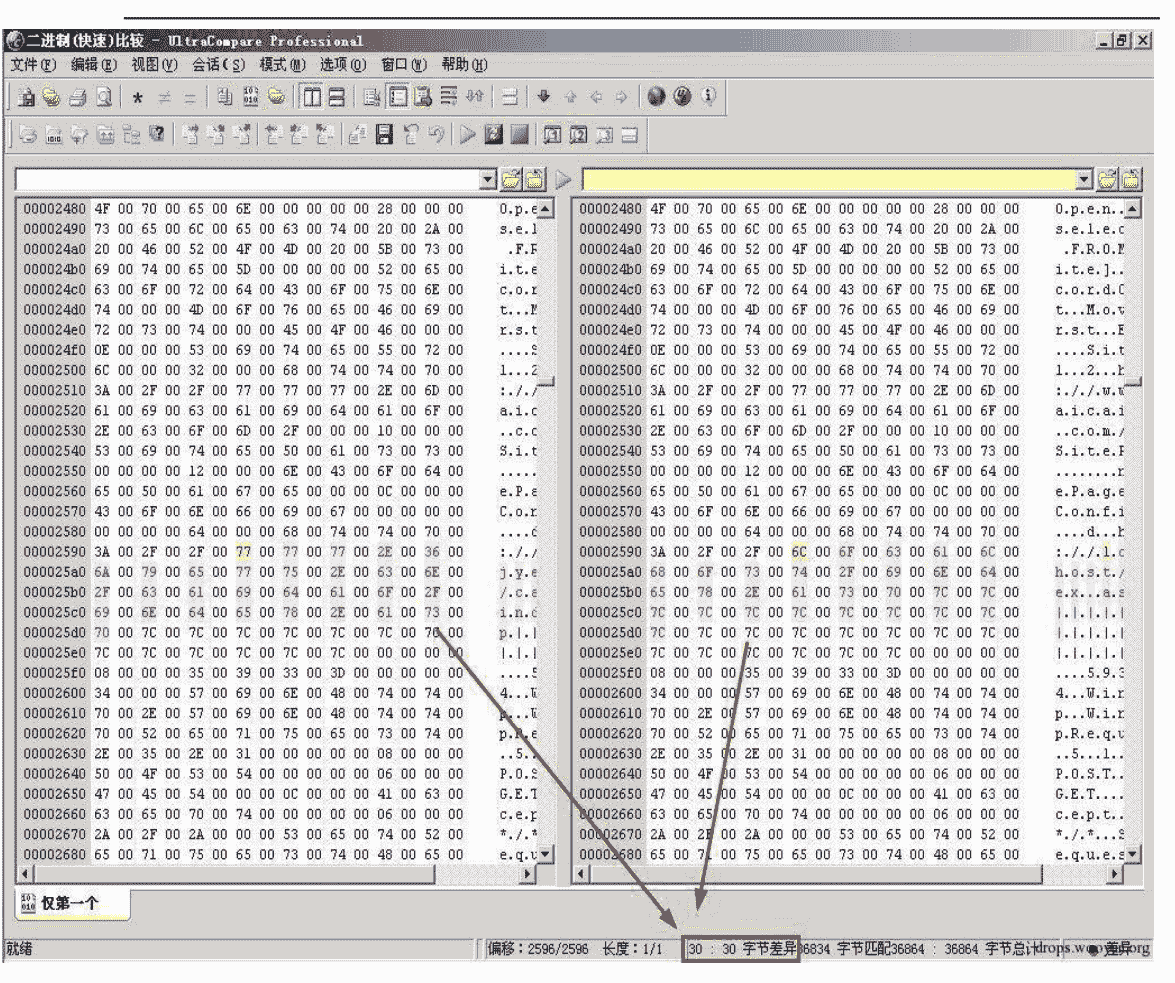 二进制(快速)比较 - UltraCompare Professional
文件(F) 编辑(E) 视图(V) 会话(S) 模式(M) 选项(O) 窗口(W) 帮助(H)
00002480 4F 00 70 00 65 00 6E 00 00 00 00 00 28 00 00 00 O.p.e
00002490 73 00 65 00 6C 00 65 00 63 00 74 00 20 00 2A 00 s.e.l
000024a0 20 00 46 00 52 00 4F 00 4D 00 20 00 5B 00 73 00 .F.R
000024b0 69 00 74 00 65 00 5D 00 00 00 00 00 52 00 65 00 i.t.e
000024c0 63 00 6F 00 72 00 64 00 43 00 6F 00 75 00 6E 00 c.o.r
000024d0 74 00 00 00 4D 00 6F 00 76 00 65 00 46 00 69 00 t...M
000024e0 72 00 73 00 74 00 00 00 45 00 4F 00 46 00 00 00 r.s.t
000024f0 0E 00 00 00 53 00 69 00 74 00 65 00 55 00 72 00 ....S
00002500 6C 00 00 00 32 00 00 00 68 00 74 00 74 00 70 00 l...2
00002510 3A 00 2F 00 2F 00 77 00 77 00 77 00 2E 00 6D 00 :././
00002520 61 00 69 00 63 00 61 00 69 00 64 00 61 00 6F 00 a.i.c
00002530 2E 00 63 00 6F 00 6D 00 2F 00 00 00 10 00 00 00 ..c.o
00002540 53 00 69 00 74 00 65 00 50 00 61 00 73 00 73 00 S.i.t
00002550 00 00 00 00 12 00 00 00 6E 00 43 00 6F 00 64 00 .....
00002560 65 00 50 00 61 00 67 00 65 00 00 00 0C 00 00 00 e.P.a
00002570 43 00 6F 00 6E 00 66 00 69 00 67 00 00 00 00 00 C.o.n
00002580 00 00 00 00 64 00 00 00 68 00 74 00 74 00 70 00 ....d
00002590 3A 00 2F 00 2F 00 77 00 77 00 77 00 2E 00 36 00 :././
000025a0 6A 00 79 00 65 00 77 00 75 00 2E 00 63 00 6E 00 j.y.e
000025b0 2F 00 63 00 61 00 69 00 64 00 61 00 6F 00 2F 00 /.c.a
000025c0 69 00 6E 00 64 00 65 00 78 00 2E 00 61 00 73 00 i.n.d
000025d0 70 00 7C 00 7C 00 7C 00 7C 00 7C 00 7C 00 7C 00 p.|.|
000025e0 7C 00 7C 00 7C 00 7C 00 7C 00 7C 00 00 00 00 00 |.|.|
000025f0 08 00 00 00 35 00 39 00 33 00 3D 00 00 00 00 00 ....5
00002600 34 00 00 00 57 00 69 00 6E 00 48 00 74 00 74 00 4...W
00002610 70 00 2E 00 57 00 69 00 6E 00 48 00 74 00 74 00 p...W
00002620 70 00 52 00 65 00 71 00 75 00 65 00 73 00 74 00 p.R.e
00002630 2E 00 35 00 2E 00 31 00 00 00 00 00 08 00 00 00 ..5..
00002640 50 00 4F 00 53 00 54 00 00 00 00 00 06 00 00 00 P.O.S
00002650 47 00 45 00 54 00 00 00 0C 00 00 00 41 00 63 00 G.E.T
00002660 63 00 65 00 70 00 74 00 00 00 00 00 06 00 00 00 c.e.p
00002670 2A 00 2F 00 2A 00 00 00 53 00 65 00 74 00 52 00 *./.*
00002680 65 00 71 00 75 00 65 00 73 00 74 00 48 00 65 00 e.q.u
00002480 4F 00 70 00 65 00 6E 00 00 00 00 00 28 00 00 00 O.p.e.n..
00002490 73 00 65 00 6C 00 65 00 63 00 74 00 20 00 2A 00 s.e.l.e.c
000024a0 20 00 46 00 52 00 4F 00 4D 00 20 00 5B 00 73 00 .F.R.O.M
000024b0 69 00 74 00 65 00 5D 00 00 00 00 00 52 00 65 00 i.t.e.]..
000024c0 63 00 6F 00 72 00 64 00 43 00 6F 00 75 00 6E 00 c.o.r.d.C
000024d0 74 00 00 00 4D 00 6F 00 76 00 65 00 46 00 69 00 t...M.o.v
000024e0 72 00 73 00 74 00 00 00 45 00 4F 00 46 00 00 00 r.s.t...E
000024f0 0E 00 00 00 53 00 69 00 74 00 65 00 55 00 72 00 ....S.i.t
00002500 6C 00 00 00 32 00 00 00 68 00 74 00 74 00 70 00 l...2...h
00002510 3A 00 2F 00 2F 00 77 00 77 00 77 00 2E 00 6D 00 :././.w.w
00002520 61 00 69 00 63 00 61 00 69 00 64 00 61 00 6F 00 a.i.c.a.i
00002530 2E 00 63 00 6F 00 6D 00 2F 00 00 00 10 00 00 00 ..c.o.m./
00002540 53 00 69 00 74 00 65 00 50 00 61 00 73 00 73 00 S.i.t.e.P
00002550 00 00 00 00 12 00 00 00 6E 00 43 00 6F 00 64 00 ........n
00002560 65 00 50 00 61 00 67 00 65 00 00 00 0C 00 00 00 e.P.a.g.e
00002570 43 00 6F 00 6E 00 66 00 69 00 67 00 00 00 00 00 C.o.n.f.i
00002580 00 00 00 00 64 00 00 00 68 00 74 00 74 00 70 00 ....d...h
00002590 3A 00 2F 00 2F 00 6C 00 6F 00 63 00 61 00 6C 00 :././.l.o
000025a0 68 00 6F 00 73 00 74 00 2F 00 69 00 6E 00 64 00 h.o.s.t./
000025b0 65 00 78 00 2E 00 61 00 73 00 70 00 7C 00 7C 00 e.x...a.s
000025c0 7C 00 7C 00 7C 00 7C 00 7C 00 7C 00 7C 00 7C 00 |.|.|.|.|
000025d0 7C 00 7C 00 7C 00 7C 00 7C 00 7C 00 7C 00 7C 00 |.|.|.|.|
000025e0 7C 00 7C 00 7C 00 7C 00 7C 00 7C 00 00 00 00 00 |.|.|.|.|
000025f0 08 00 00 00 35 00 39 00 33 00 3D 00 00 00 00 00 ....5.9.3
00002600 34 00 00 00 57 00 69 00 6E 00 48 00 74 00 74 00 4...W.i.n
00002610 70 00 2E 00 57 00 69 00 6E 00 48 00 74 00 74 00 p...W.i.n
00002620 70 00 52 00 65 00 71 00 75 00 65 00 73 00 74 00 p.R.e.q.u
00002630 2E 00 35 00 2E 00 31 00 00 00 00 00 08 00 00 00 ..5...1..
00002640 50 00 4F 00 53 00 54 00 00 00 00 00 06 00 00 00 P.O.S.T..
00002650 47 00 45 00 54 00 00 00 0C 00 00 00 41 00 63 00 G.E.T....
00002660 63 00 65 00 70 00 74 00 00 00 00 00 06 00 00 00 c.e.p.t..
00002670 2A 00 2F 00 2A 00 00 00 53 00 65 00 74 00 52 00 *./.*...S
00002680 65 00 71 00 75 00 65 00 73 00 74 00 48 00 65 00 e.q.u.e.s
仅第一个
就绪 偏移：2596/2596 长度：1/1 30 : 30 字节差异36834 字节匹配36864 : 36864 字节总计 差异
drops.wooyun.org